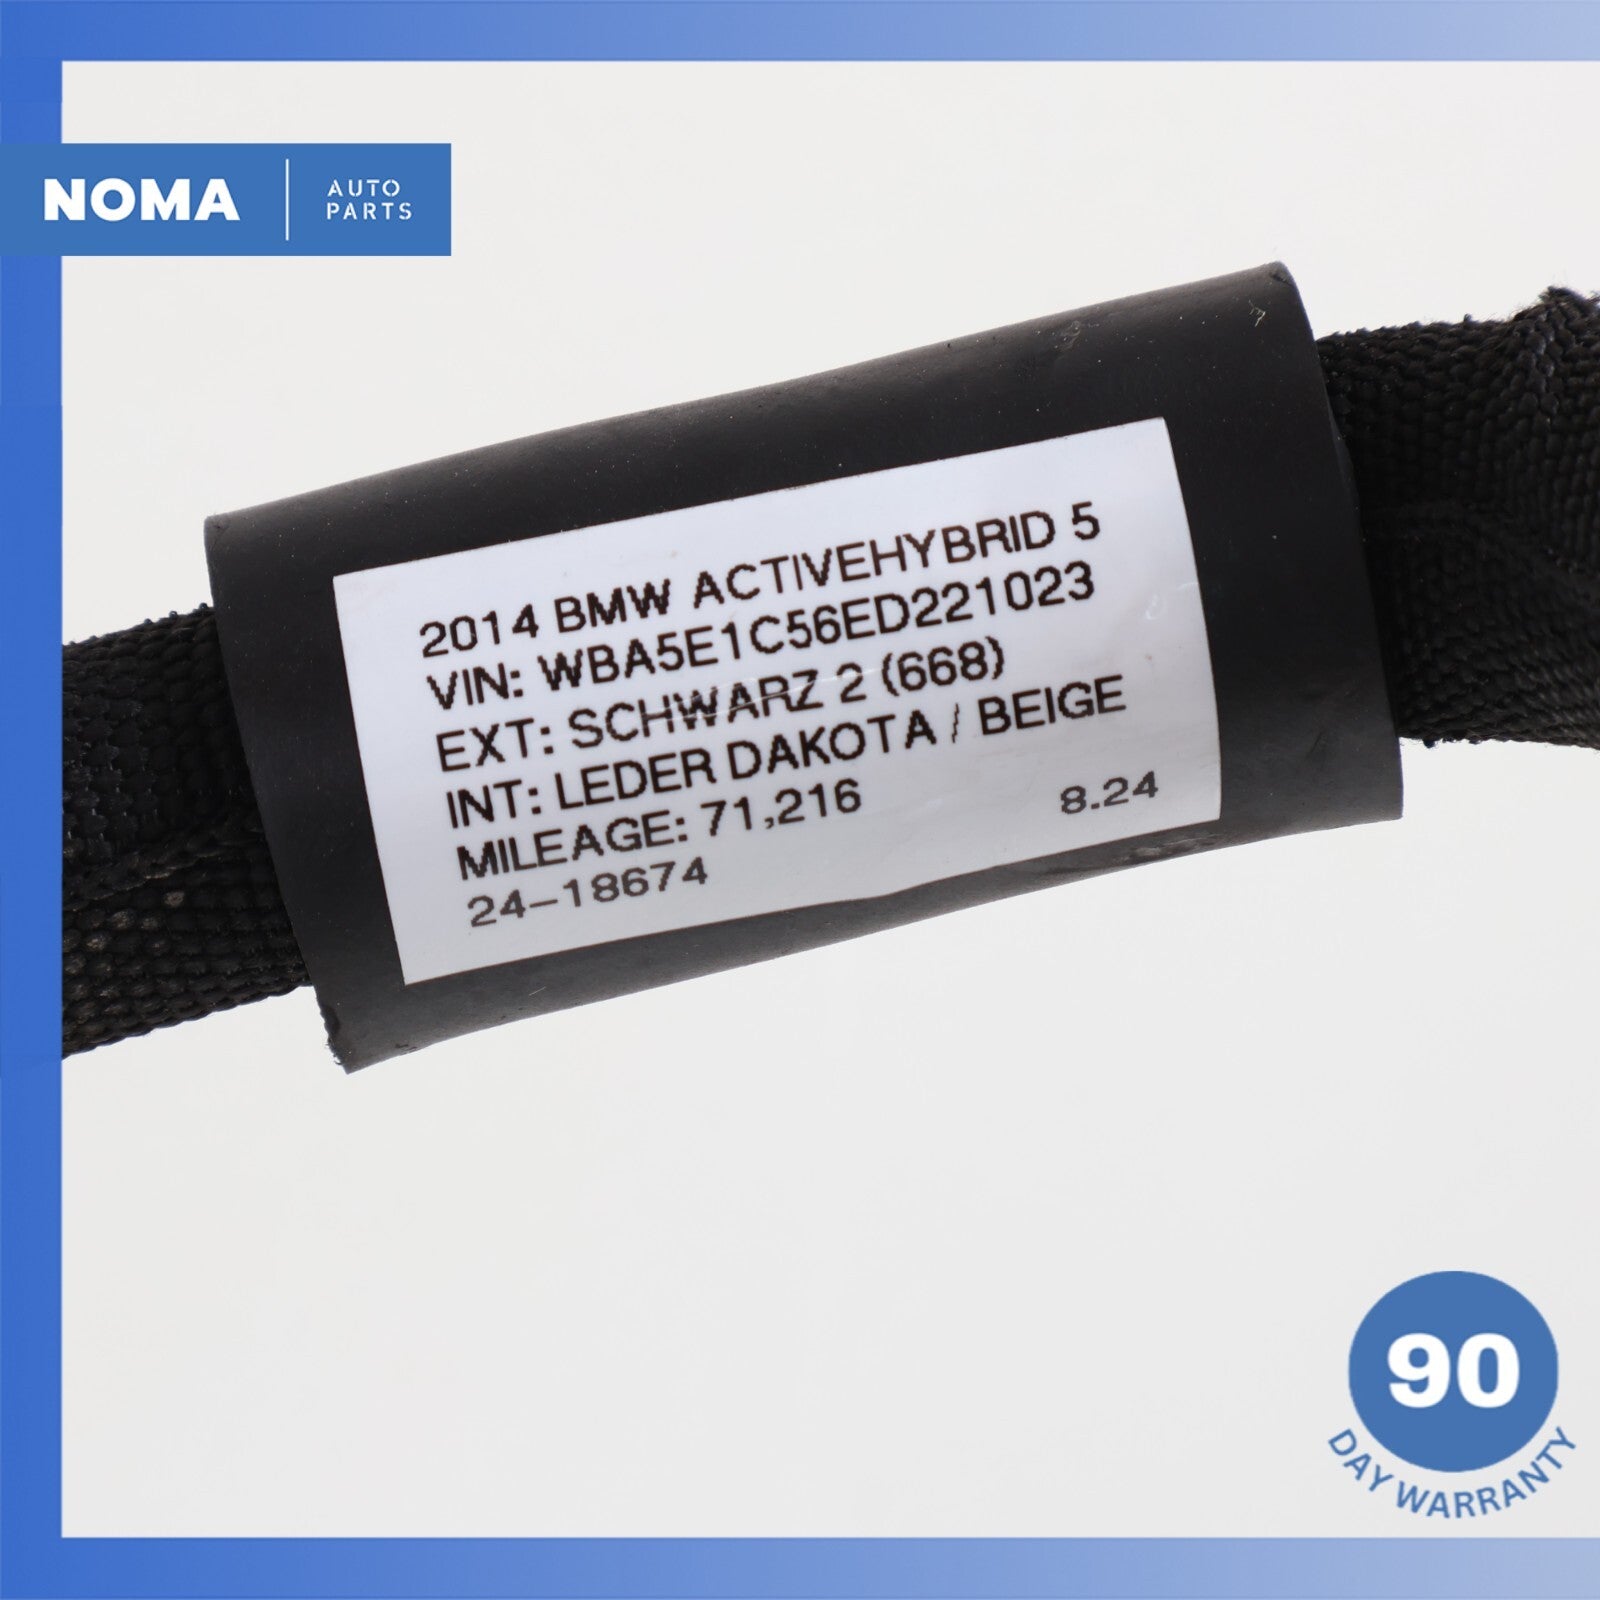 NOMA
AUTO
PARTS
2014 BMW ACTIVEHYBRID 5
VIN: WBA5E1C56ED221023
EXT: SCHWARZ 2 (668)
INT: LEDER DAKOTA / BEIGE
MILEAGE: 71,216
8.24
24-18674
90
DAY WARRANTY